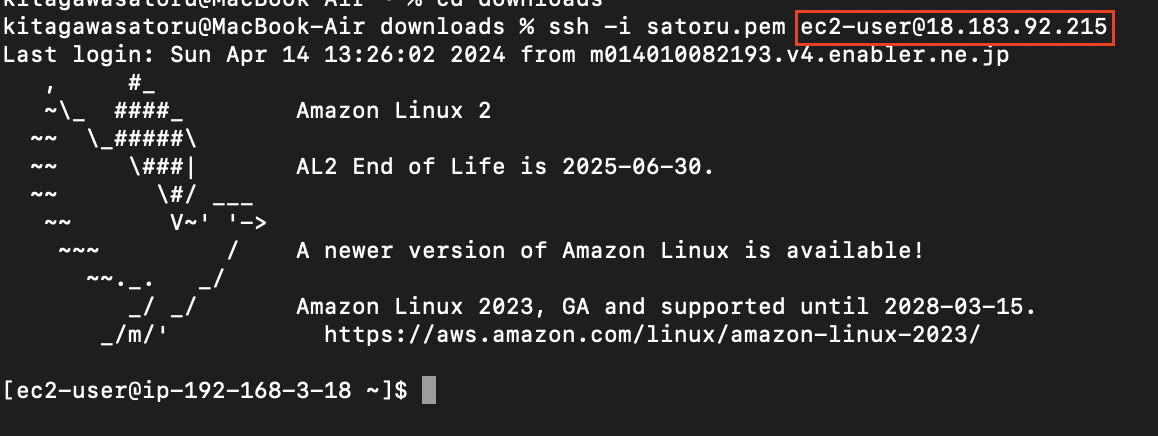 kitagawasatoru@MacBook-Air ~ % cd downloads
kitagawasatoru@MacBook-Air downloads % ssh -i satoru.pem ec2-user@18.183.92.215
Last login: Sun Apr 14 13:26:02 2024 from m014010082193.v4.enabler.ne.jp
   ,     #_
   ~\_  ####_        Amazon Linux 2
  ~~  \_#####\
  ~~     \###|       AL2 End of Life is 2025-06-30.
  ~~       \#/ ___
   ~~       V~' '->
    ~~~         /    A newer version of Amazon Linux is available!
      ~~._.   _/
         _/ _/       Amazon Linux 2023, GA and supported until 2028-03-15.
       _/m/'           https://aws.amazon.com/linux/amazon-linux-2023/
[ec2-user@ip-192-168-3-18 ~]$